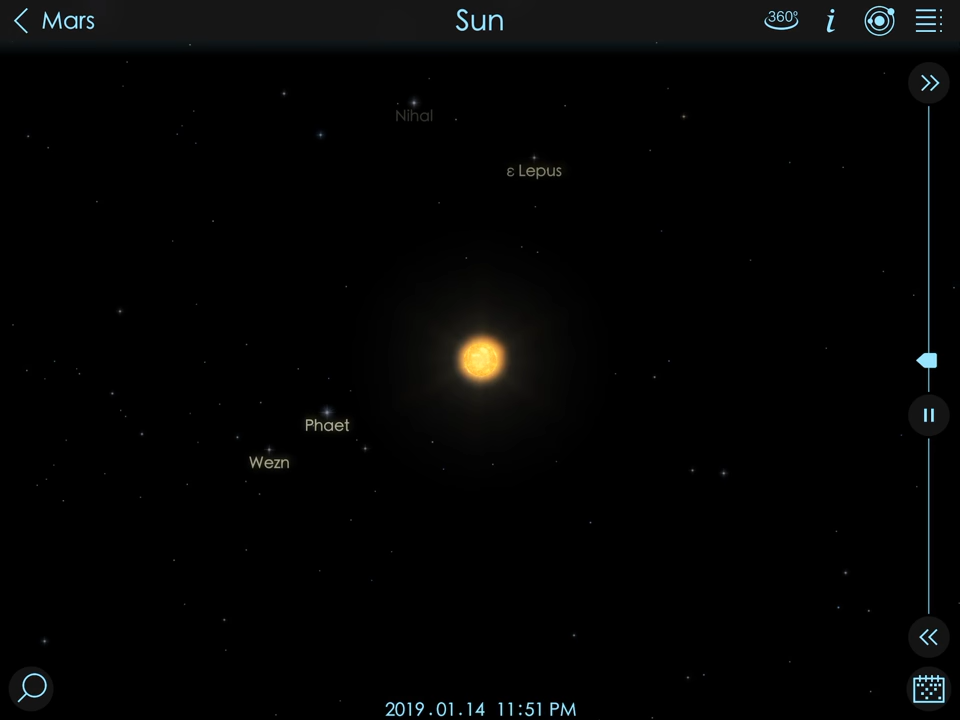 Mars
Sun
360°
i
Nihal
ε Lepus
Phaet
Wezn
2019.01.14 11:51 PM